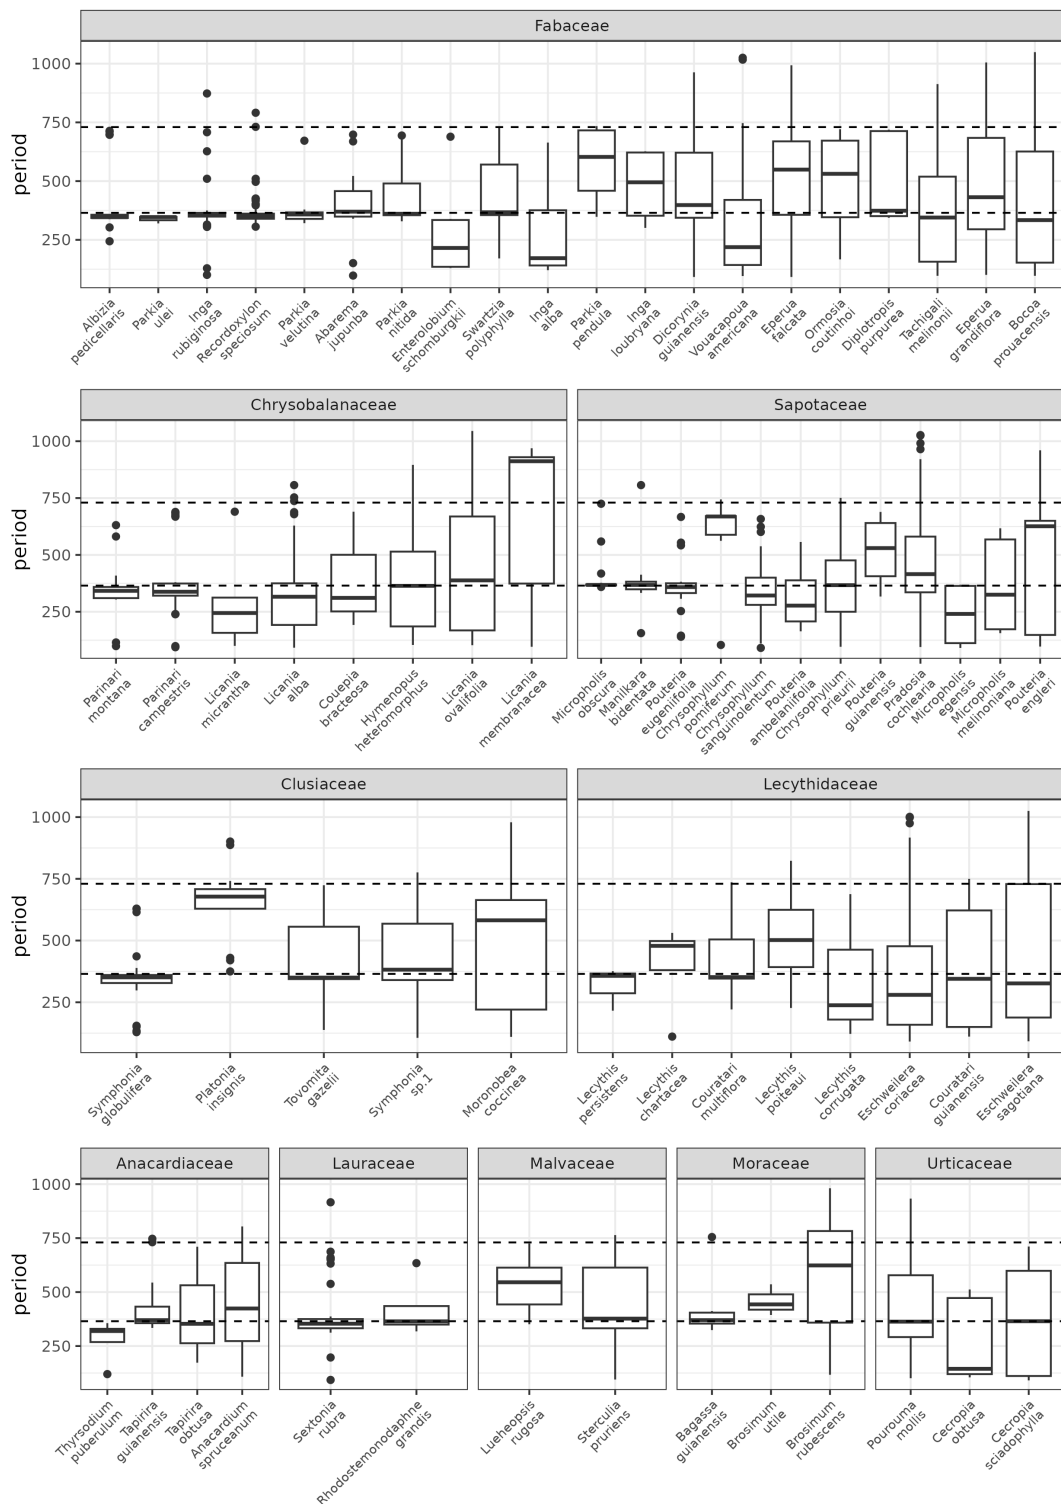 Fabaceae
period
1000
750
500
250
Albizia
pedicellaris
Parkia
ulei
Inga
rubiginosa
Recordoxylon
speciosum
Parkia
velutina
Abarema
jupunba
Parkia
nitida
Enterolobium
schomburgkii
Swartzia
polyphylla
Inga
alba
Parkia
pendula
Inga
loubryana
Dicorynia
guianensis
Vouacapoua
americana
Eperua
falcata
Ormosia
coutinhoi
Diplotropis
purpurea
Tachigali
melinonii
Eperua
grandiflora
Bocoa
prouacensis
Chrysobalanaceae
Sapotaceae
period
1000
750
500
250
Parinari
montana
Parinari
campestris
Licania
micrantha
Licania
alba
Couepia
bracteosa
Hymenopus
heteromorphus
Licania
ovalifolia
Licania
membranacea
Micropholis
obscura
Manilkara
bidentata
Pouteria
eugeniifolia
Chrysophyllum
pomiferum
Chrysophyllum
sanguinolentum
Pouteria
ambelaniifolia
Chrysophyllum
prieurii
Pouteria
guianensis
Pradosia
cochlearia
Micropholis
egensis
Micropholis
melinoniana
Pouteria
engleri
Clusiaceae
Lecythidaceae
period
1000
750
500
250
Symphonia
globulifera
Platonia
insignis
Tovomita
gazelii
Symphonia
sp.1
Moronobea
coccinea
Lecythis
persistens
Lecythis
chartacea
Couratari
multiflora
Lecythis
poiteaui
Lecythis
corrugata
Eschweilera
coriacea
Couratari
guianensis
Eschweilera
sagotiana
Anacardiaceae
Lauraceae
Malvaceae
Moraceae
Urticaceae
period
1000
750
500
250
Thyrsodium
puberulum
Tapirira
guianensis
Tapirira
obtusa
Anacardium
spruceanum
Sextonia
rubra
Rhodostemonodaphne
grandis
Lueheopsis
rugosa
Sterculia
pruriens
Bagassa
guianensis
Brosimum
utile
Brosimum
rubescens
Pourouma
mollis
Cecropia
obtusa
Cecropia
sciadophylla